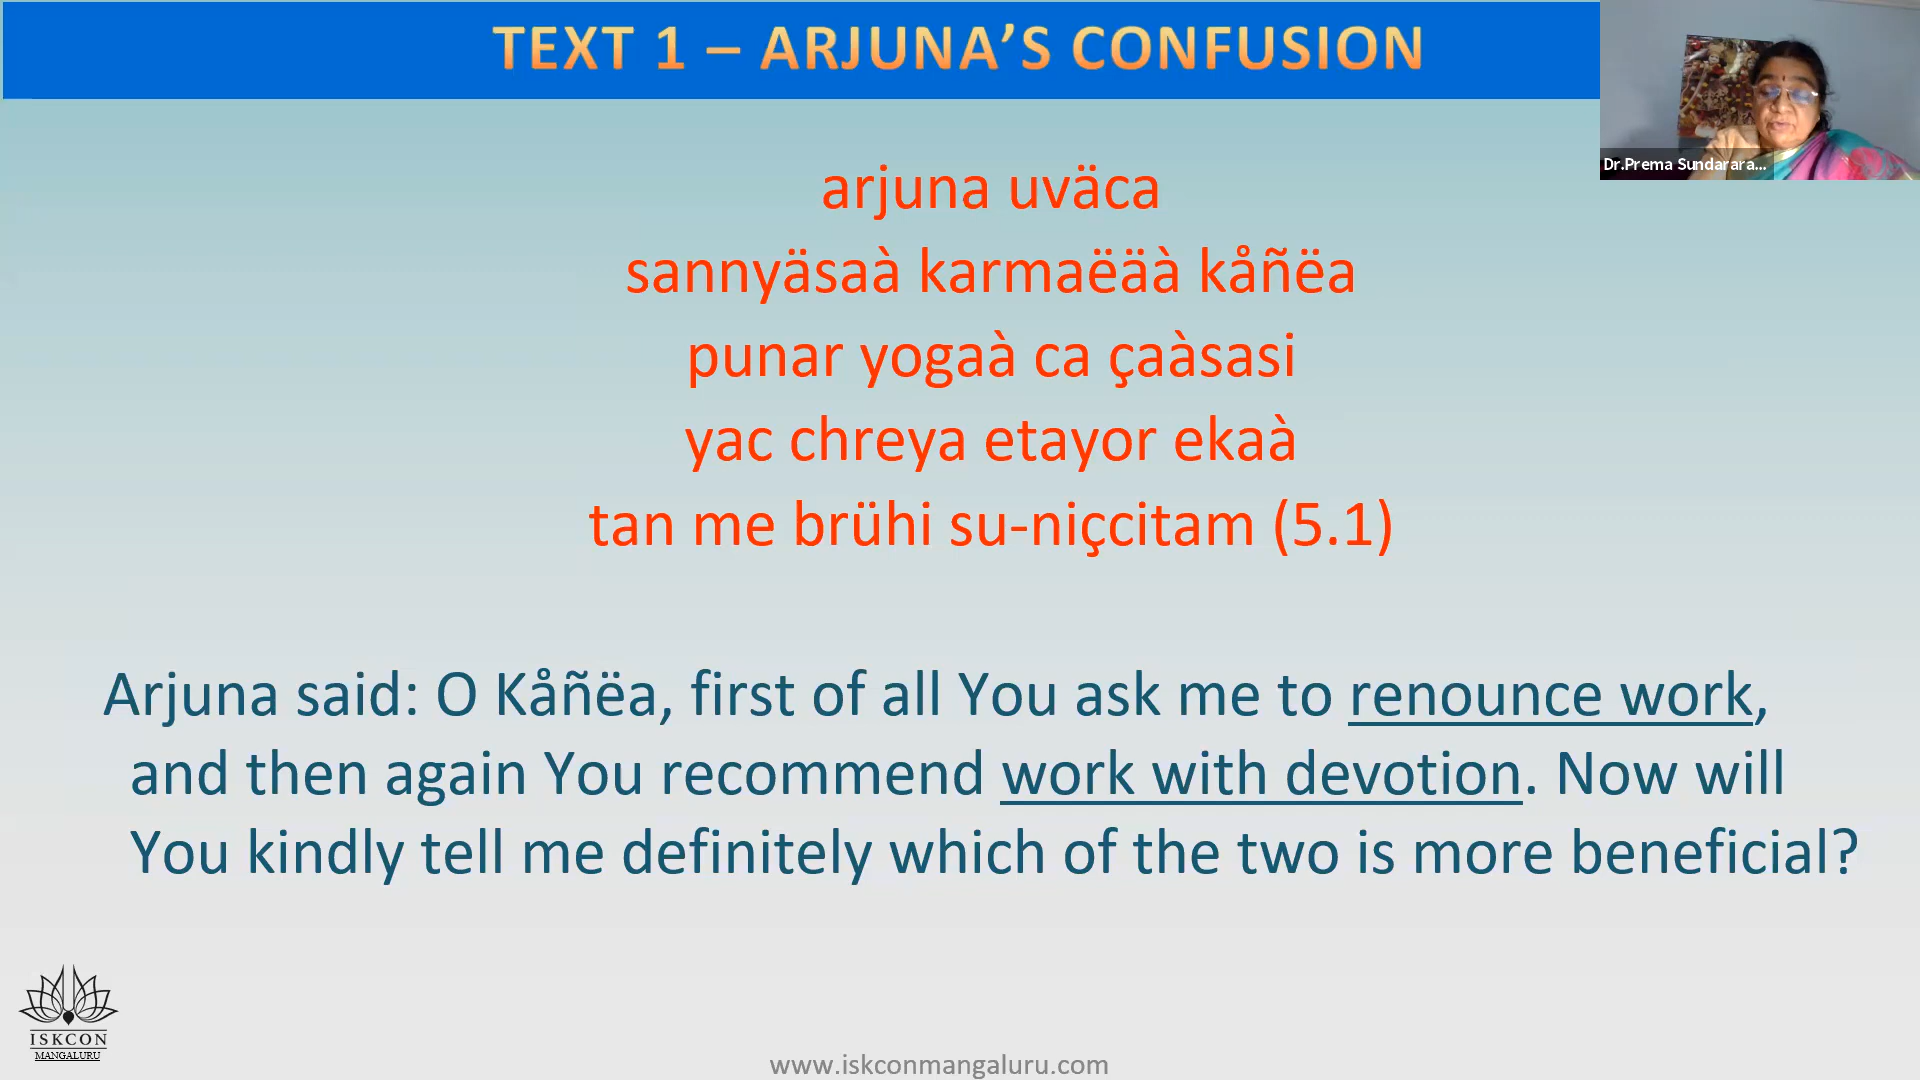 TEXT 1 – ARJUNA’S CONFUSION
Dr.Prema Sundarara...
arjuna uväca
sannyäsaà karmaëäà kåñëa
punar yogaà ca çaàsasi
yac chreya etayor ekaà
tan me brühi su-niçcitam (5.1)
Arjuna said: O Kåñëa, first of all You ask me to renounce work,
and then again You recommend work with devotion. Now will
You kindly tell me definitely which of the two is more beneficial?
ISKCON
MANGALURU
www.iskconmangaluru.com